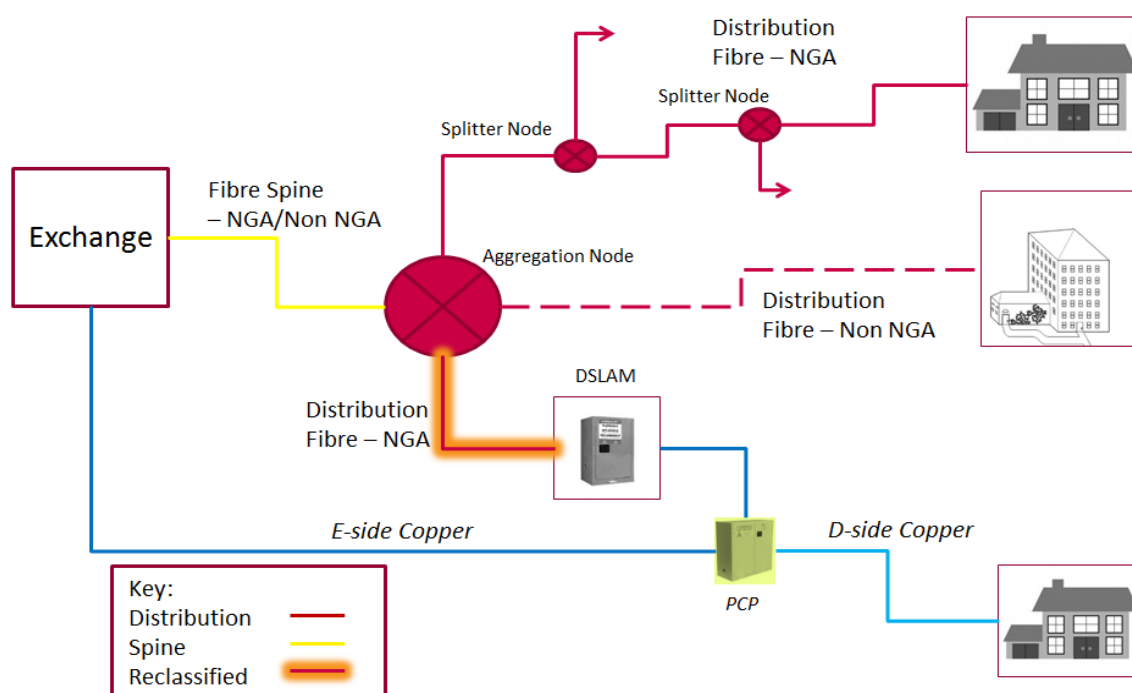 Distribution
Fibre – NGA
Splitter Node
Splitter Node
Fibre Spine
– NGA/Non NGA
Exchange
Aggregation Node
Distribution
Fibre – Non NGA
DSLAM
Distribution
Fibre – NGA
E-side Copper
D-side Copper
PCP
Key:
Distribution
Spine
Reclassified